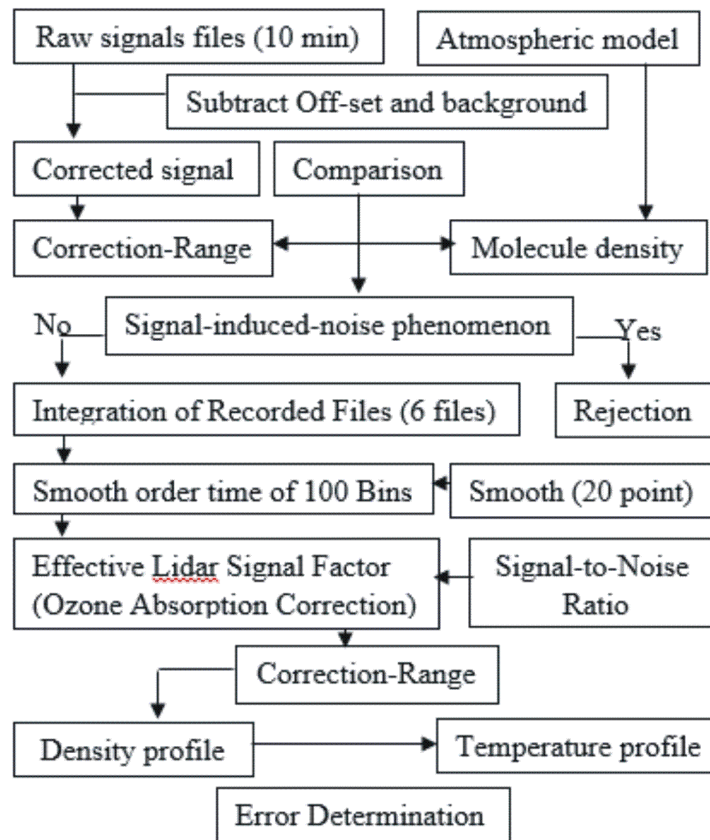 Raw signals files (10 min)
Atmospheric model
Subtract Off-set and background
Corrected signal
Comparison
Correction-Range
Molecule density
No
Signal-induced-noise phenomenon
Yes
Integration of Recorded Files (6 files)
Rejection
Smooth order time of 100 Bins
Smooth (20 point)
Effective Lidar Signal Factor
(Ozone Absorption Correction)
Signal-to-Noise
Ratio
Correction-Range
Density profile
Temperature profile
Error Determination